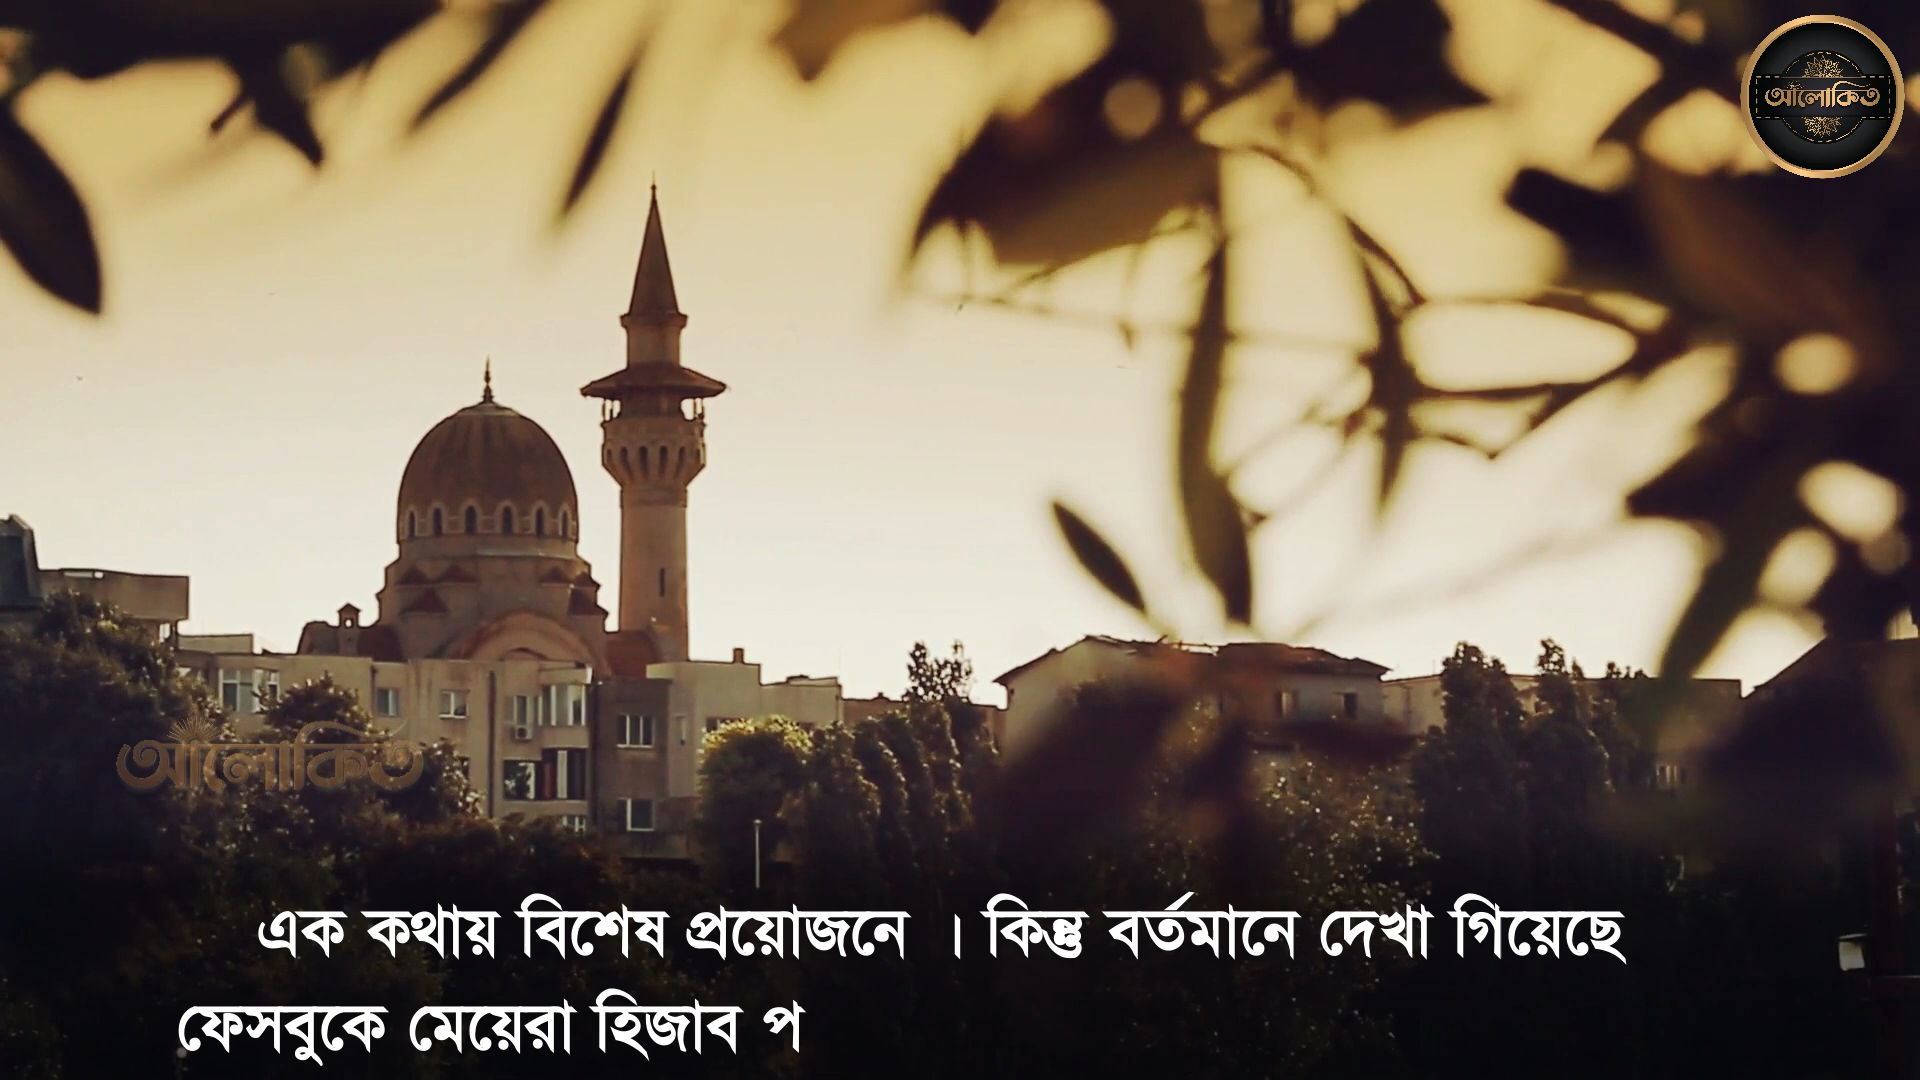 আলোকিত
আলোকিত
এক কথায় বিশেষ প্রয়োজনে । কিন্তু বর্তমানে দেখা গিয়েছে
ফেসবুকে মেয়েরা হিজাব প